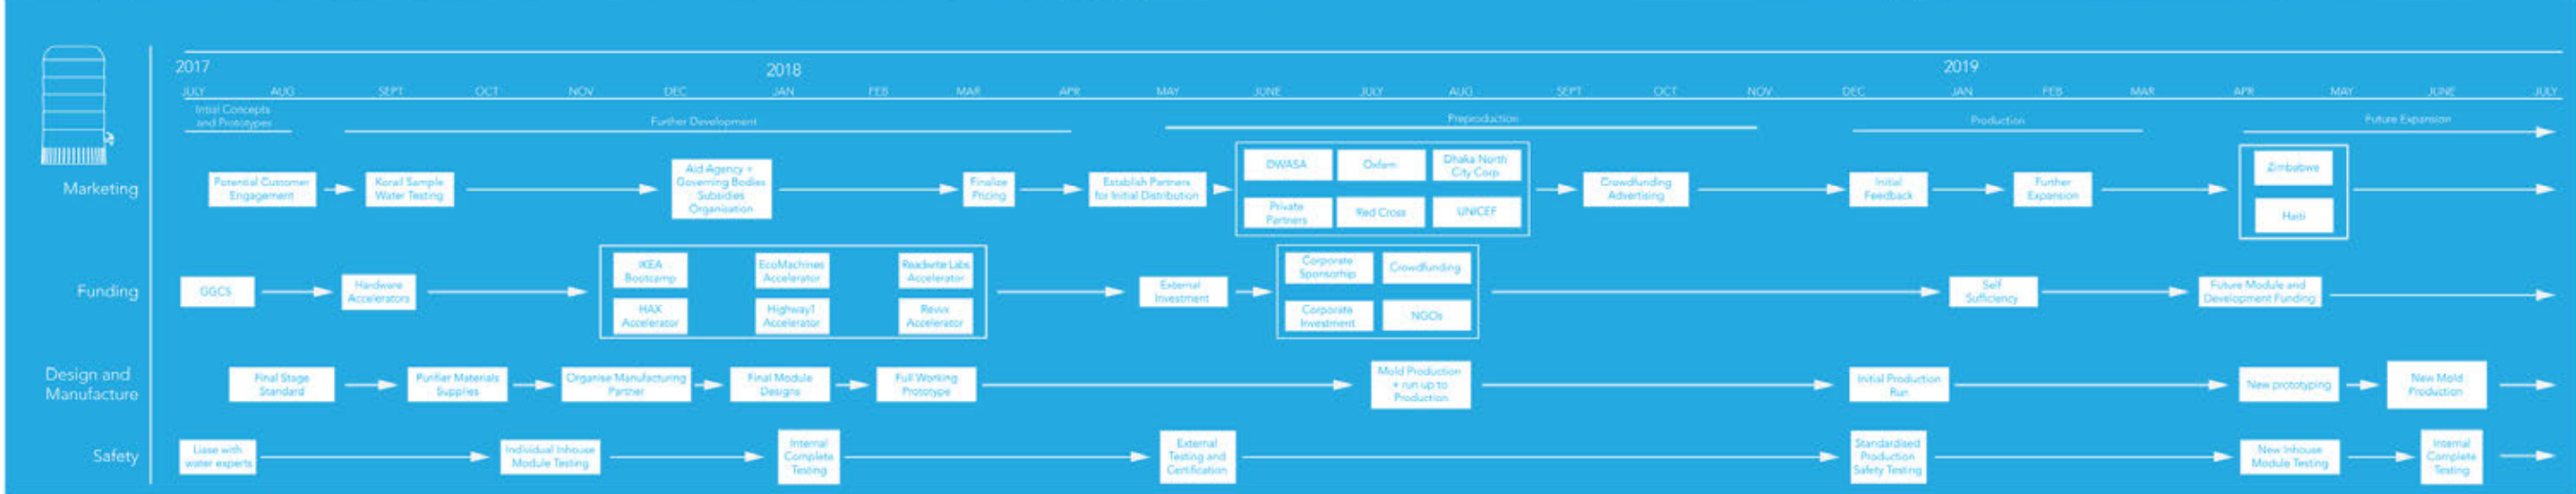 2017
2018
2019
JULY AUG SEPT OCT NOV DEC JAN FEB MAR APR MAY JUNE JULY AUG SEPT OCT NOV DEC JAN FEB MAR APR MAY JUNE JULY
Intial Concepts
and Prototypes
Further Development
Preproduction
Production
Future Expansion
Marketing
Potential Customer
Engagement
Korail Sample
Water Testing
Aid Agency +
Governing Bodies
Subsidies
Organisation
Finalise
Pricing
Establish Partners
for Initial Distribution
DWASA
Oxfam
Dhaka North
City Corp
Private
Partners
Red Cross
UNICEF
Crowdfunding
Advertising
Initial
Feedback
Further
Expansion
Zimbabwe
Haiti
Funding
GGCS
Hardware
Accelerators
IKEA
Bootcamp
EcoMachines
Accelerator
Readwrite Labs
Accelerator
HAX
Accelerator
Highway1
Accelerator
Revvx
Accelerator
External
Investment
Corporate
Sponsorhip
Crowdfunding
Corporate
Investment
NGOs
Self
Sufficiency
Future Module and
Development Funding
Design and
Manufacture
Final Stage
Standard
Purifier Materials
Supplies
Organise Manufacturing
Partner
Final Module
Designs
Full Working
Prototype
Mold Production
+ run up to
Production
Initial Production
Run
New prototyping
New Mold
Production
Safety
Liase with
water experts
Individual Inhouse
Module Testing
Internal
Complete
Testing
External
Testing and
Certification
Standardised
Production
Safety Testing
New Inhouse
Module Testing
Internal
Complete
Testing